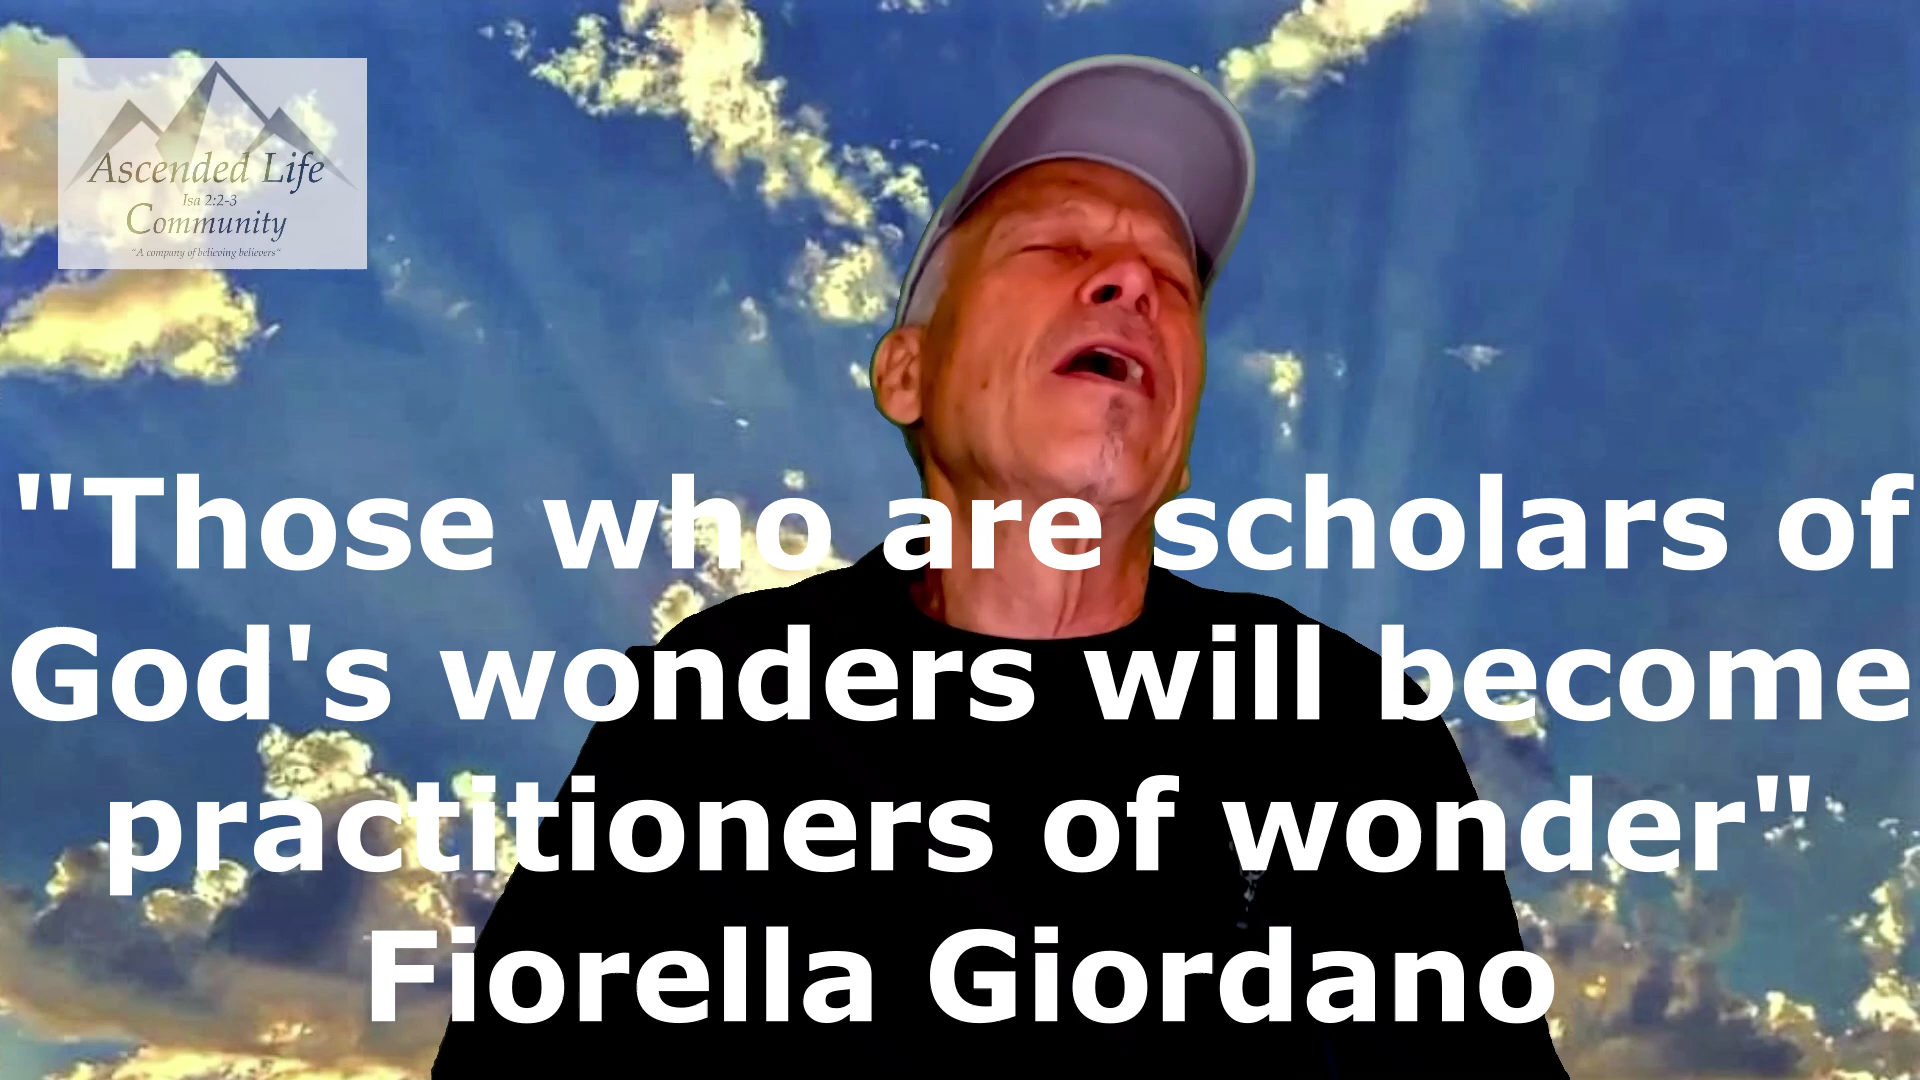 Ascended Life
Isa 2:2-3
Community
"A company of believing believers"
"Those who are scholars of
God's wonders will become
practitioners of wonder"
Fiorella Giordano